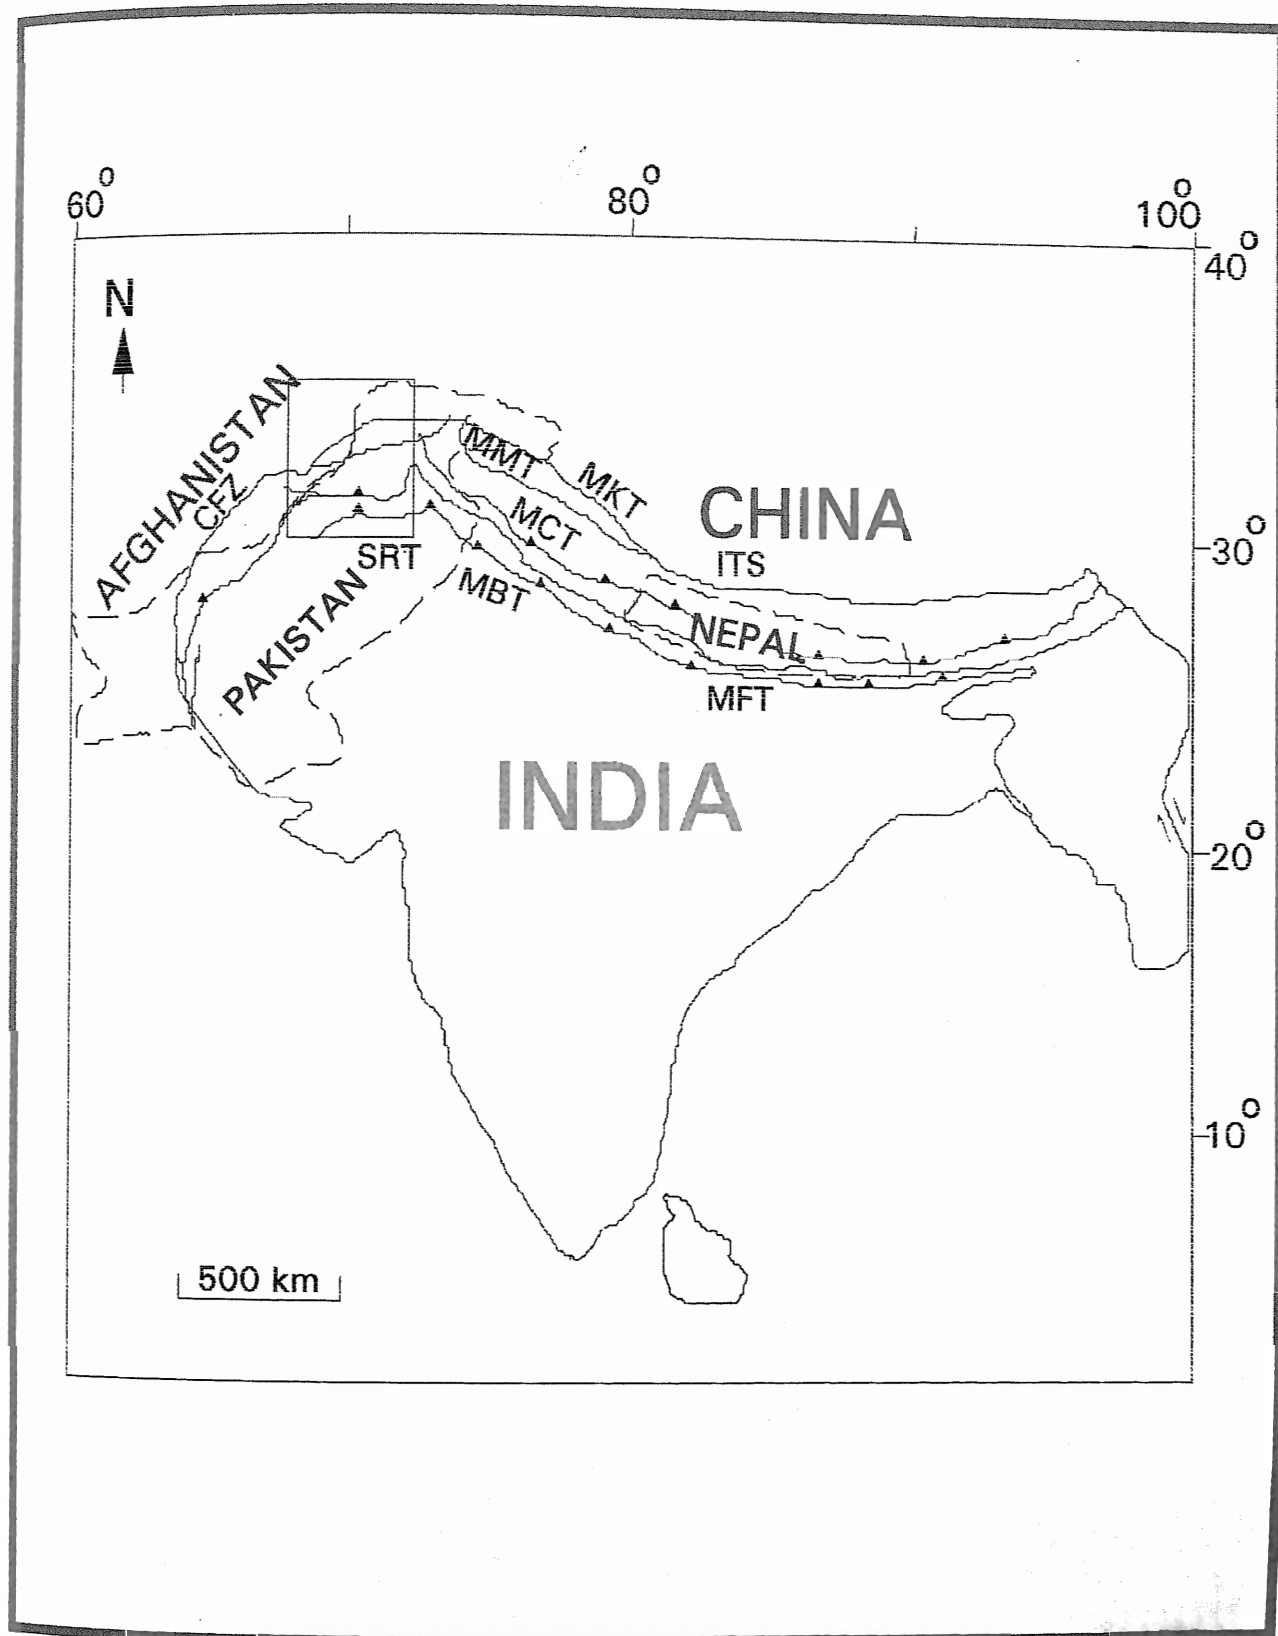 60° 80° 100°
40°
N
AFGHANISTAN
CFZ
MMT
MKT
CHINA
MCT
ITS
30°
SRT
MBT
PAKISTAN
NEPAL
MFT
INDIA
20°
10°
500 km